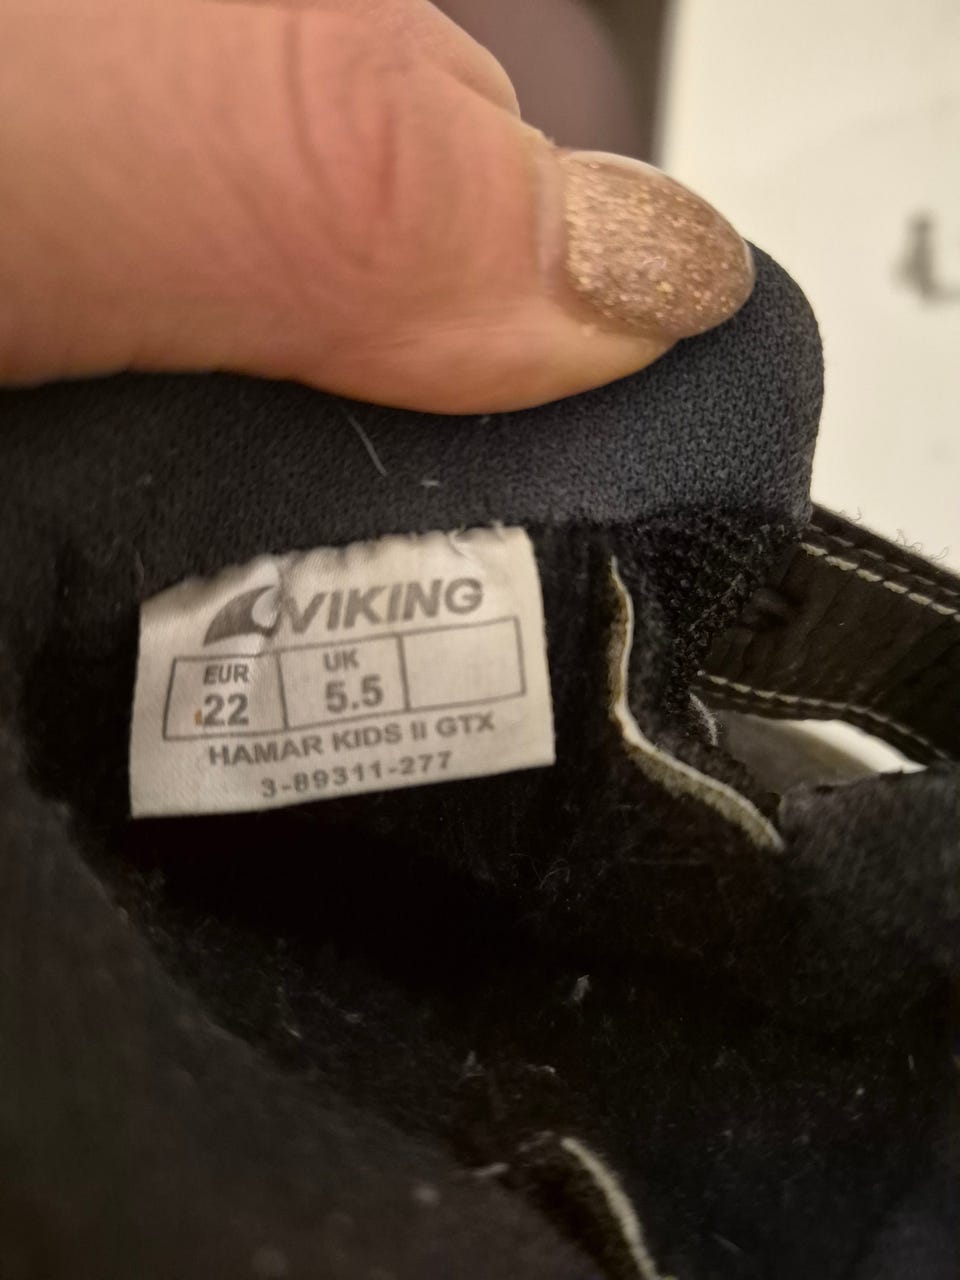 VIKING
EUR UK
22 5.5
HAMAR KIDS II GTX
3-89311-277